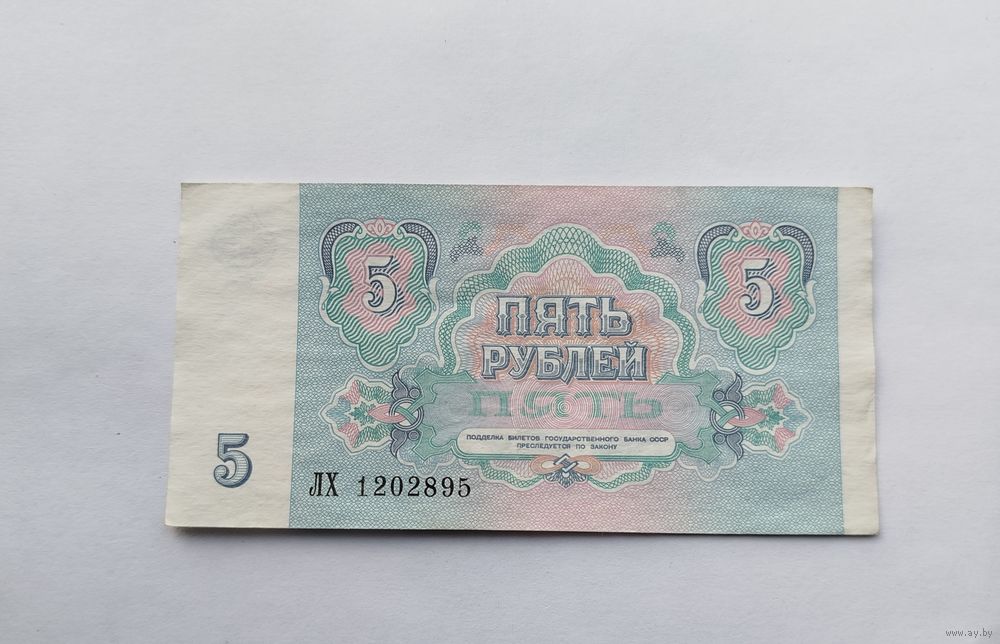 5 5
ПЯТЬ
РУБЛЕЙ
ПЯТЬ
ПОДДЕЛКА БИЛЕТОВ ГОСУДАРСТВЕННОГО БАНКА СССР
ПРЕСЛЕДУЕТСЯ ПО ЗАКОНУ
5
ЛХ 1202895
www.ay.by